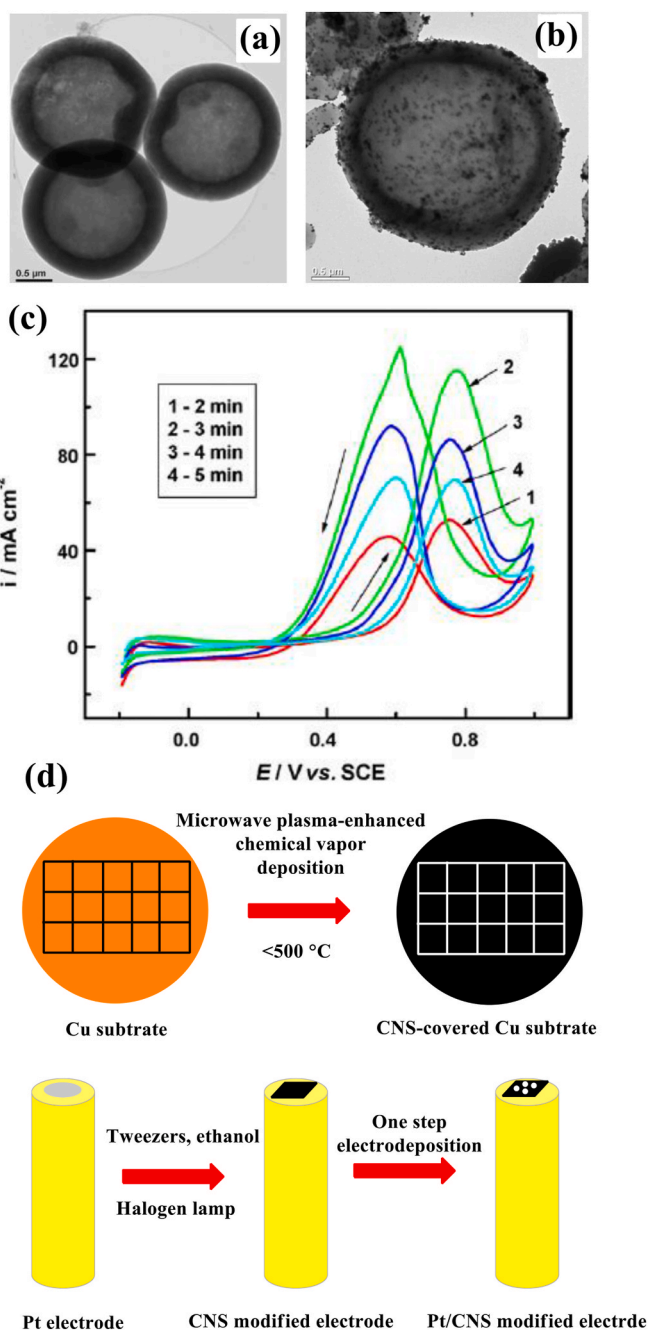 (a)
(b)
0.5 μm
0.5 μm
(c)
120
80
40
0
i / mA cm⁻²
1 - 2 min
2 - 3 min
3 - 4 min
4 - 5 min
2
3
4
1
0.0
0.4
0.8
E / V vs. SCE
(d)
Microwave plasma-enhanced
chemical vapor
deposition
<500 °C
Cu subtrate
CNS-covered Cu subtrate
Tweezers, ethanol
Halogen lamp
One step
electrodeposition
Pt electrode
CNS modified electrode
Pt/CNS modified electrde